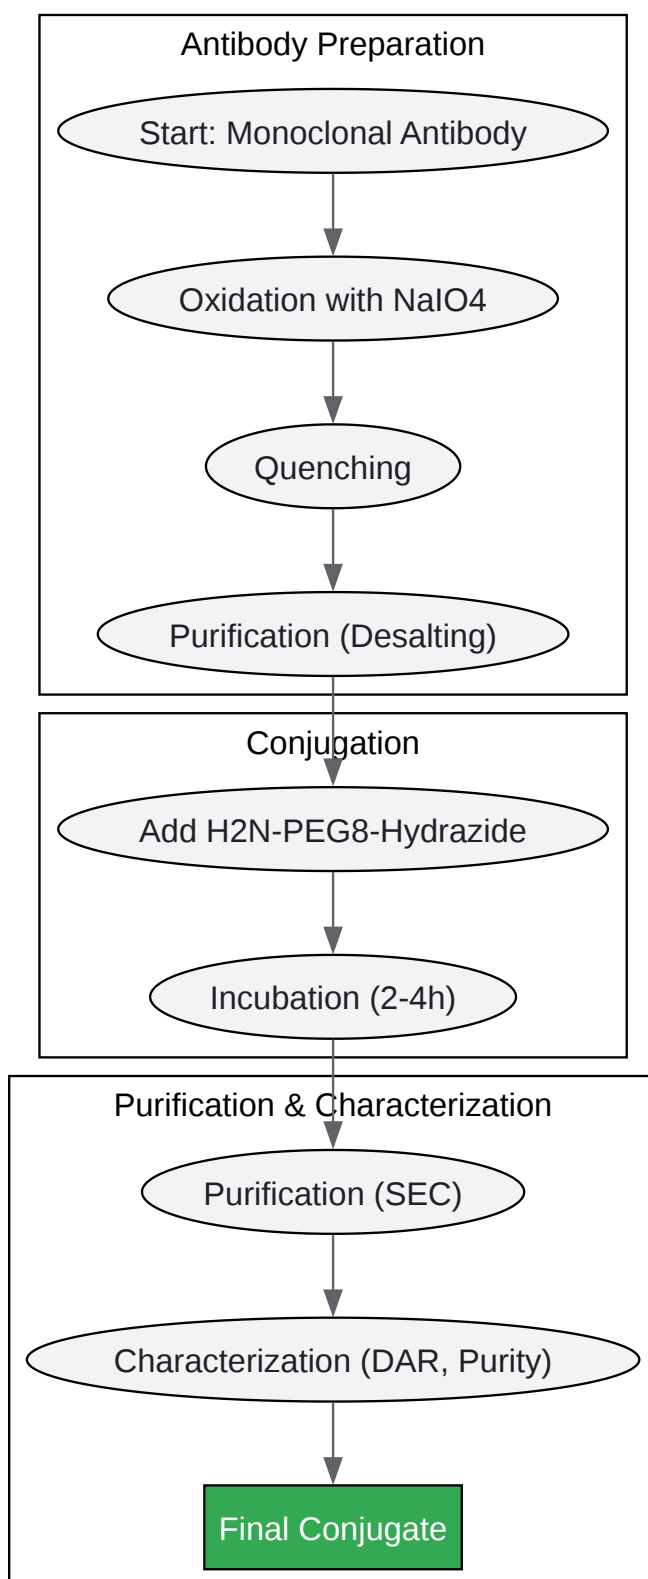 Antibody Preparation
Start: Monoclonal Antibody
Oxidation with NaIO4
Quenching
Purification (Desalting)
Conjugation
Add H2N-PEG8-Hydrazide
Incubation (2-4h)
Purification & Characterization
Purification (SEC)
Characterization (DAR, Purity)
Final Conjugate